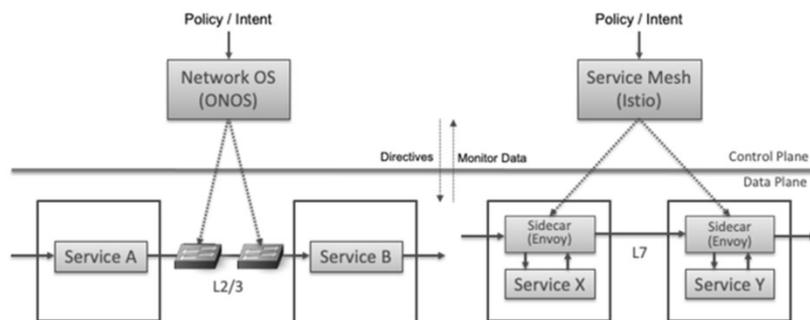 Policy / Intent
Network OS
(ONOS)
Policy / Intent
Service Mesh
(Istio)
Directives
Monitor Data
Control Plane
Data Plane
Service A
L2/3
Service B
Sidecar
(Envoy)
Service X
L7
Sidecar
(Envoy)
Service Y